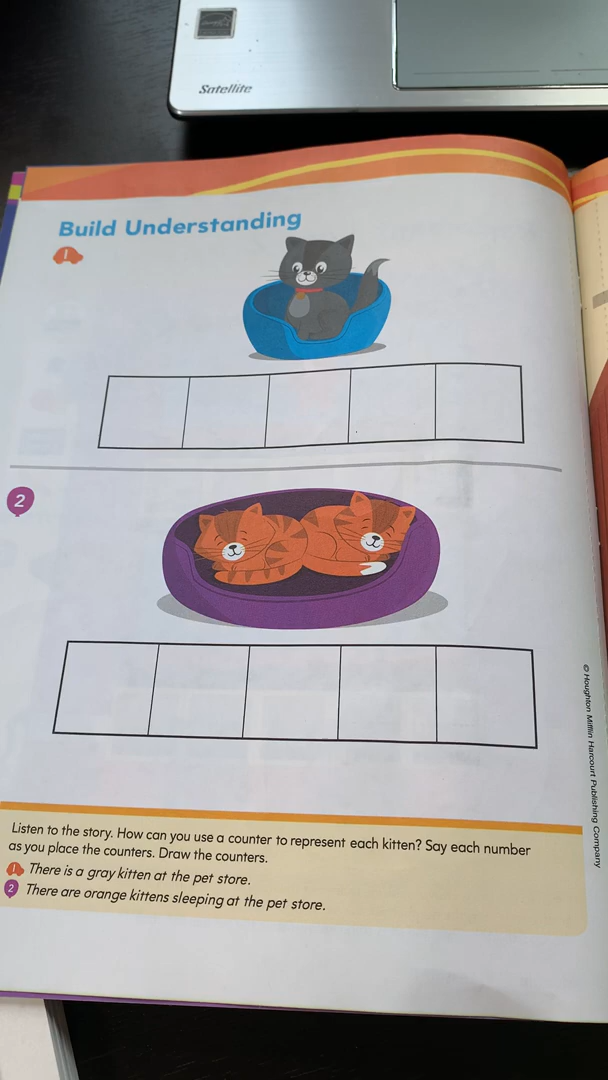 Satellite
Build Understanding
1
2
© Houghton Mifflin Harcourt Publishing Company
Listen to the story. How can you use a counter to represent each kitten? Say each number
as you place the counters. Draw the counters.
1 There is a gray kitten at the pet store.
2 There are orange kittens sleeping at the pet store.